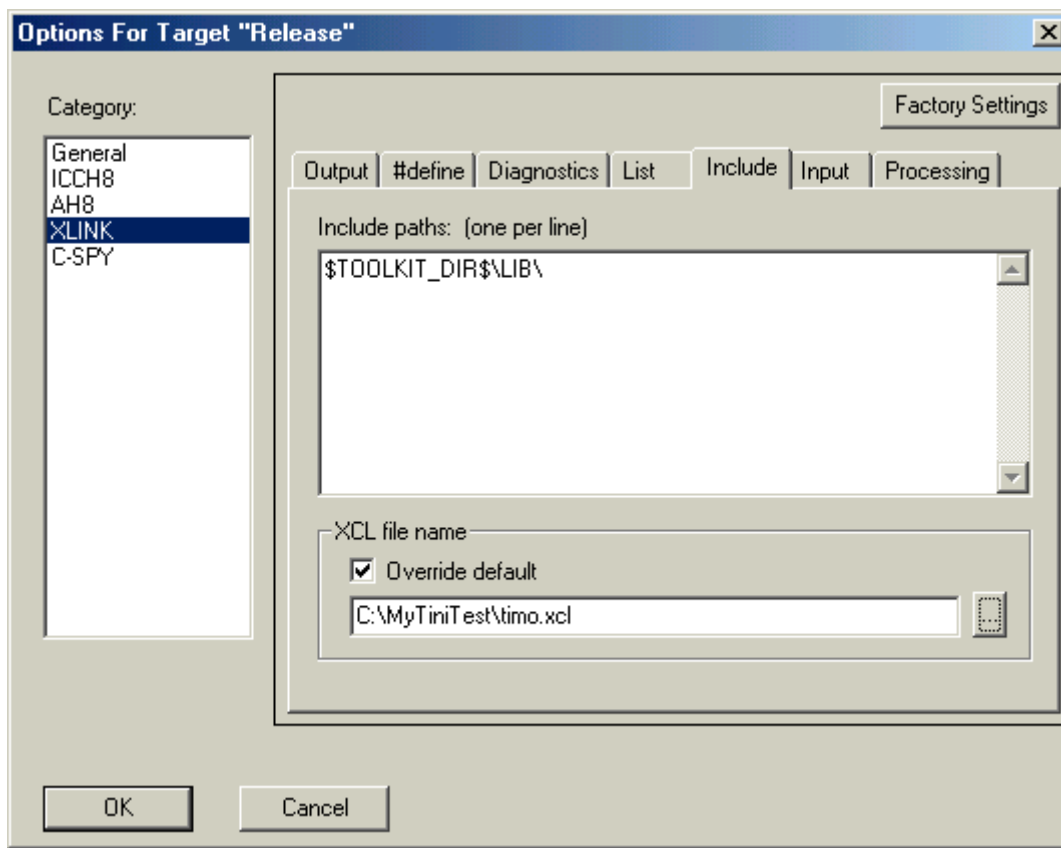 Options For Target "Release"
Category:
General
ICCH8
AH8
XLINK
C-SPY
Factory Settings
Output #define Diagnostics List Include Input Processing
Include paths: (one per line)
$TOOLKIT_DIR$\LIB\
XCL file name
Override default
C:\MyTiniTest\timo.xcl
...
OK Cancel